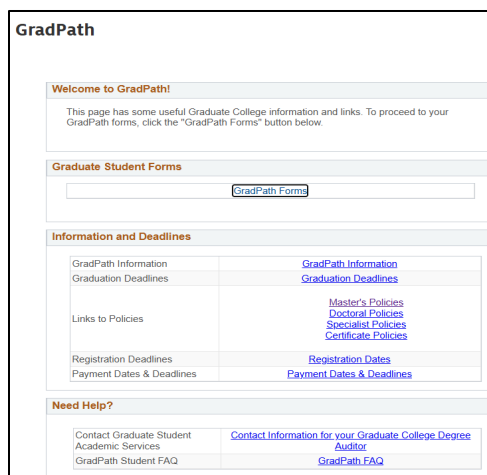 GradPath
Welcome to GradPath!
This page has some useful Graduate College information and links. To proceed to your
GradPath forms, click the "GradPath Forms" button below.
Graduate Student Forms
GradPath Forms
Information and Deadlines
GradPath Information GradPath Information
Graduation Deadlines Graduation Deadlines
Links to Policies
Master's Policies
Doctoral Policies
Specialist Policies
Certificate Policies
Registration Deadlines Registration Dates
Payment Dates & Deadlines Payment Dates & Deadlines
Need Help?
Contact Graduate Student Contact Information for your Graduate College Degree
Academic Services Auditor
GradPath Student FAQ GradPath FAQ